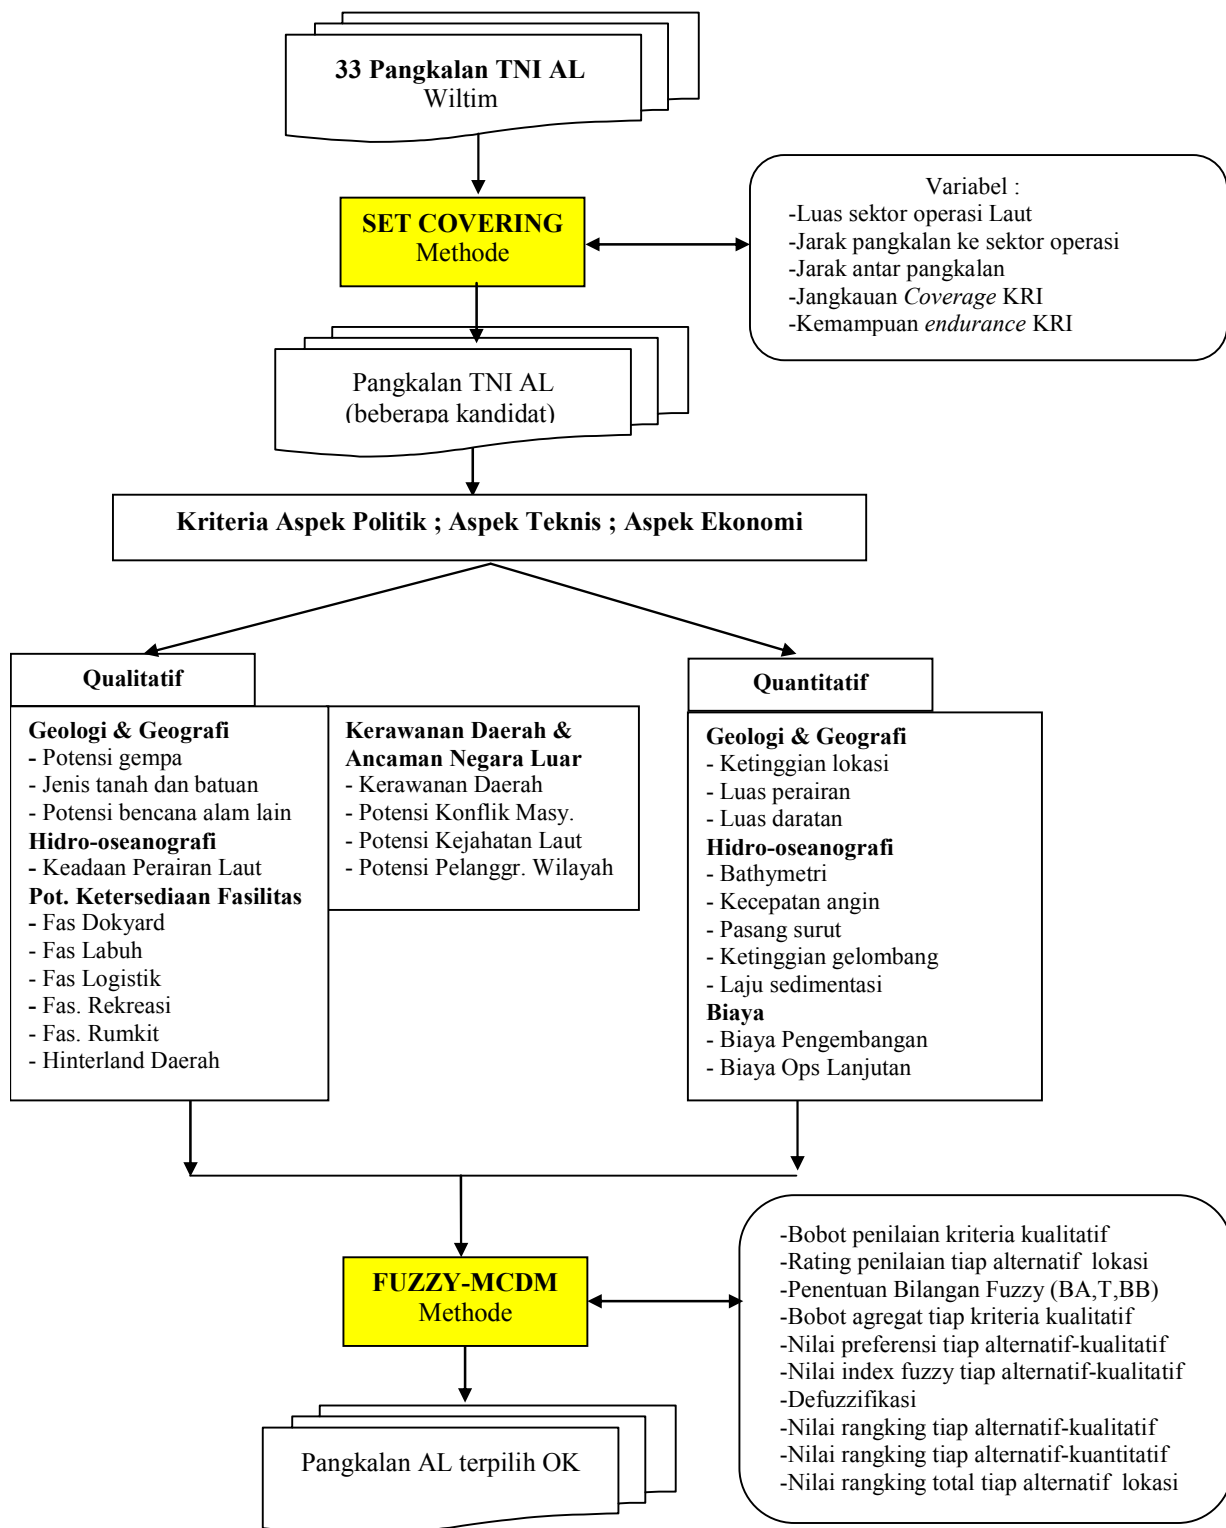 33 Pangkalan TNI AL
Wiltim
SET COVERING
Methode
Variabel :
-Luas sektor operasi Laut
-Jarak pangkalan ke sektor operasi
-Jarak antar pangkalan
-Jangkauan Coverage KRI
-Kemampuan endurance KRI
Pangkalan TNI AL
(beberapa kandidat)
Kriteria Aspek Politik ; Aspek Teknis ; Aspek Ekonomi
Qualitatif
Geologi & Geografi
- Potensi gempa
- Jenis tanah dan batuan
- Potensi bencana alam lain
Hidro-oseanografi
- Keadaan Perairan Laut
Pot. Ketersediaan Fasilitas
- Fas Dokyard
- Fas Labuh
- Fas Logistik
- Fas. Rekreasi
- Fas. Rumkit
- Hinterland Daerah
Kerawanan Daerah &
Ancaman Negara Luar
- Kerawanan Daerah
- Potensi Konflik Masy.
- Potensi Kejahatan Laut
- Potensi Pelanggr. Wilayah
Quantitatif
Geologi & Geografi
- Ketinggian lokasi
- Luas perairan
- Luas daratan
Hidro-oseanografi
- Bathymetri
- Kecepatan angin
- Pasang surut
- Ketinggian gelombang
- Laju sedimentasi
Biaya
- Biaya Pengembangan
- Biaya Ops Lanjutan
FUZZY-MCDM
Methode
-Bobot penilaian kriteria kualitatif
-Rating penilaian tiap alternatif lokasi
-Penentuan Bilangan Fuzzy (BA,T,BB)
-Bobot agregat tiap kriteria kualitatif
-Nilai preferensi tiap alternatif-kualitatif
-Nilai index fuzzy tiap alternatif-kualitatif
-Defuzzifikasi
-Nilai rangking tiap alternatif-kualitatif
-Nilai rangking tiap alternatif-kuantitatif
-Nilai rangking total tiap alternatif lokasi
Pangkalan AL terpilih OK